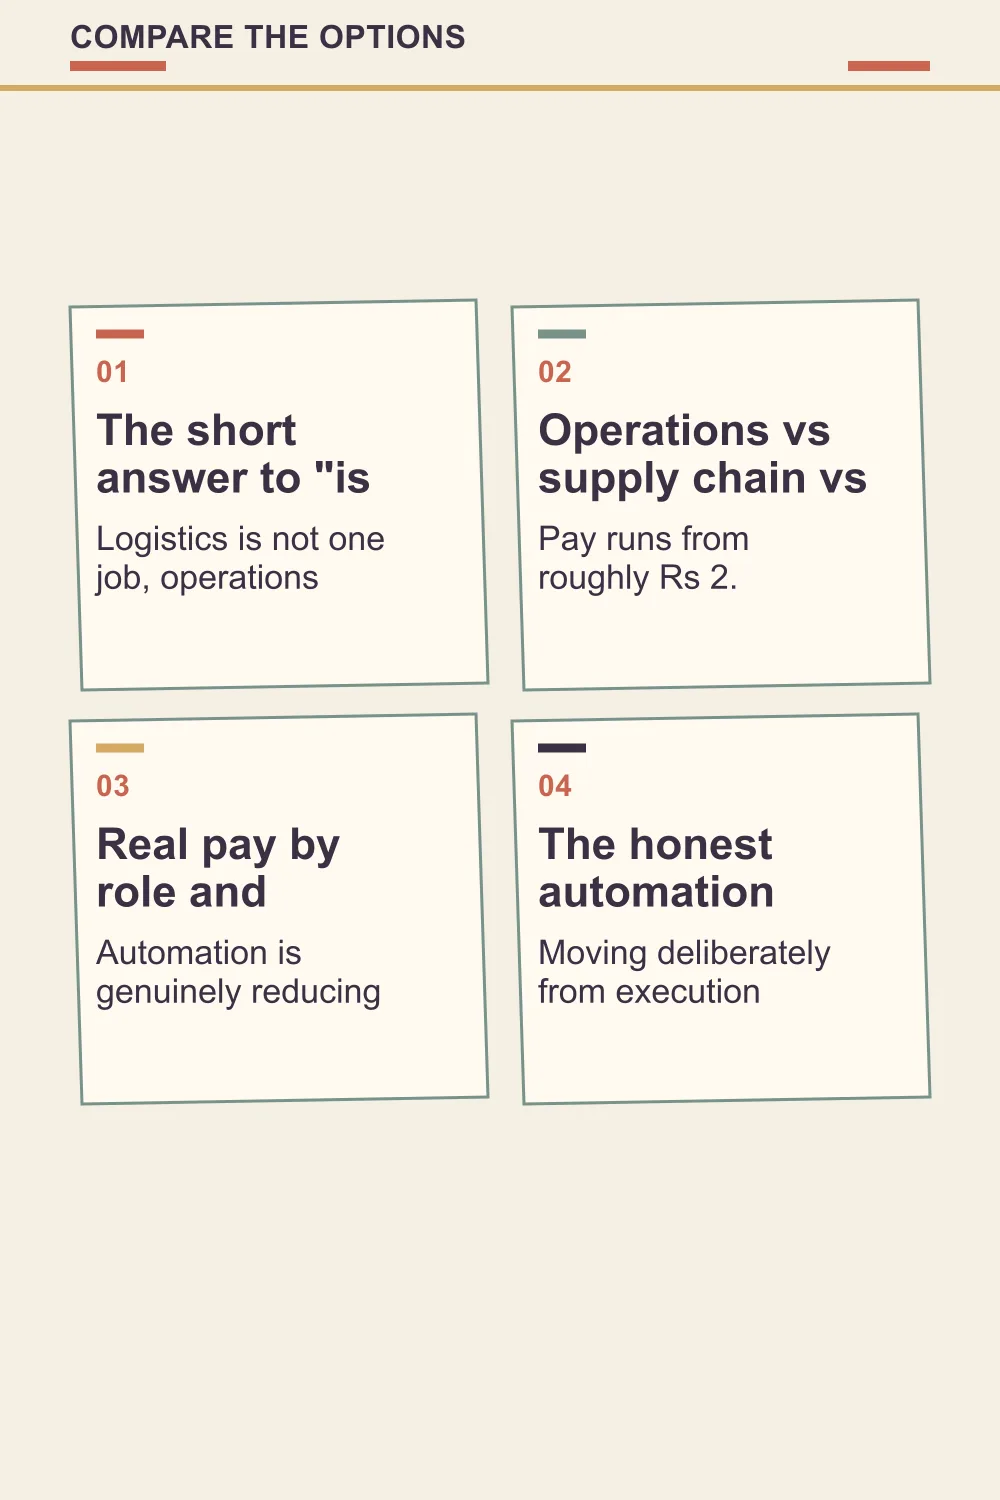 COMPARE THE OPTIONS
01
The short
answer to "is
Logistics is not one
job, operations
02
Operations vs
supply chain vs
Pay runs from
roughly Rs 2.
03
Real pay by
role and
Automation is
genuinely reducing
04
The honest
automation
Moving deliberately
from execution